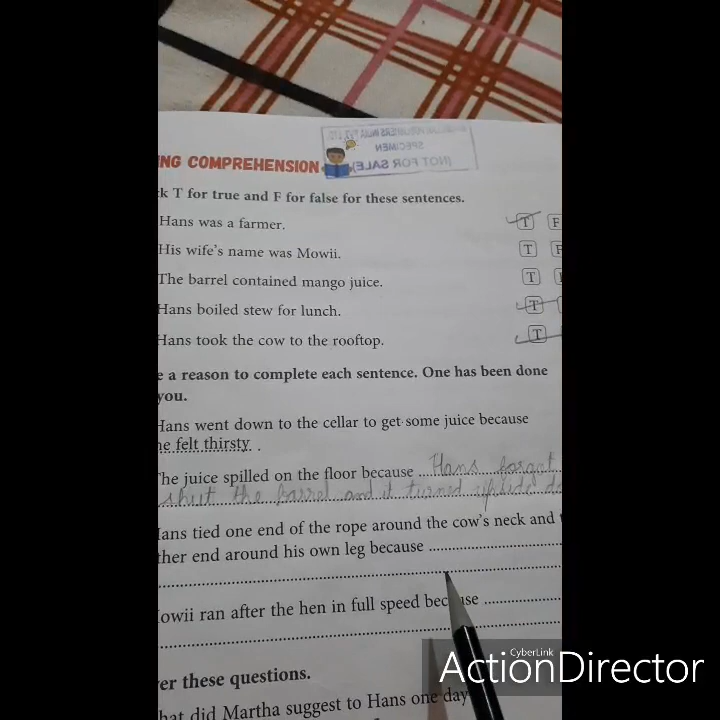 NG COMPREHENSION
SPECIMEN
(NOT FOR SALE)
k T for true and F for false for these sentences.
Hans was a farmer. T F
His wife's name was Mowii. T F
The barrel contained mango juice. T
Hans boiled stew for lunch. T
Hans took the cow to the rooftop. T
e a reason to complete each sentence. One has been done
you.
Hans went down to the cellar to get some juice because
he felt thirsty .
The juice spilled on the floor because Hans forgot
shut the barrel and it turned upside do
Hans tied one end of the rope around the cow's neck and
ther end around his own leg because
owii ran after the hen in full speed because
er these questions.
hat did Martha suggest to Hans one day
CyberLink
ActionDirector